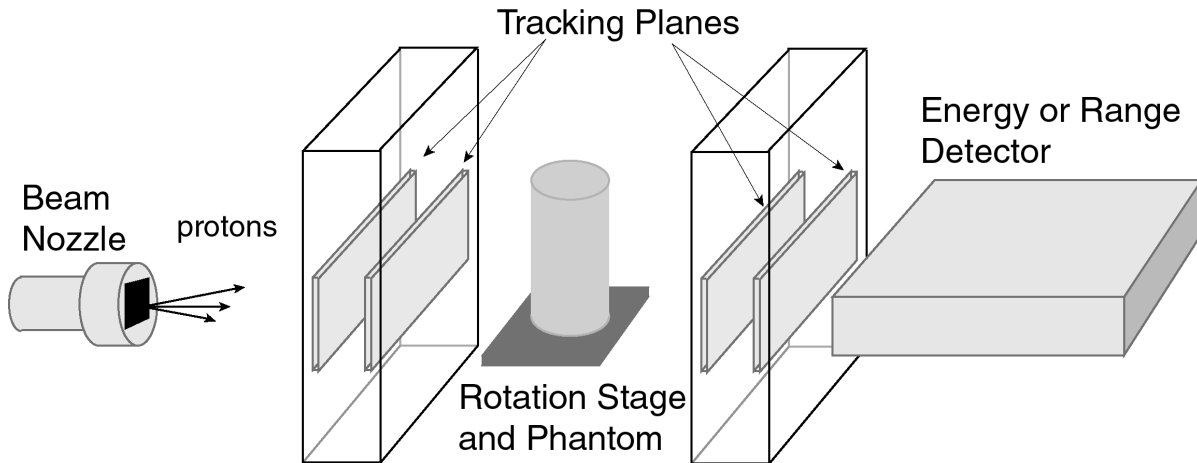 Tracking Planes
Energy or Range
Detector
Beam
Nozzle
protons
Rotation Stage
and Phantom